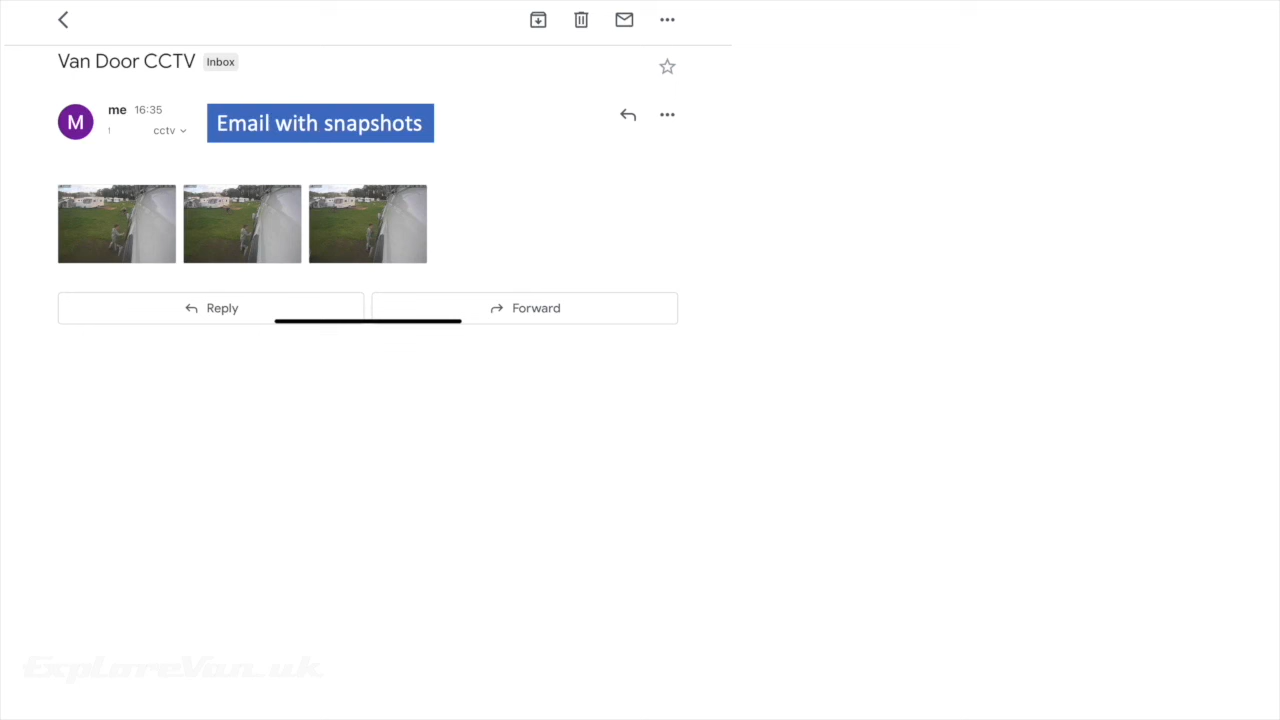 Van Door CCTV Inbox
me 16:35
cctv
M
Email with snapshots
Reply
Forward
ExploreVan.uk